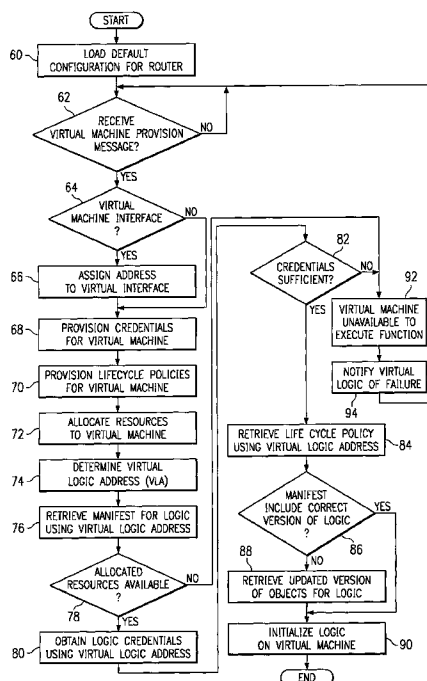 START
60
LOAD DEFAULT
CONFIGURATION FOR ROUTER
62
RECEIVE
VIRTUAL MACHINE PROVISION
MESSAGE?
NO
YES
64
VIRTUAL
MACHINE INTERFACE
?
NO
YES
66
ASSIGN ADDRESS
TO VIRTUAL INTERFACE
68
PROVISION CREDENTIALS
FOR VIRTUAL MACHINE
70
PROVISION LIFECYCLE POLICIES
FOR VIRTUAL MACHINE
72
ALLOCATE RESOURCES
TO VIRTUAL MACHINE
74
DETERMINE VIRTUAL
LOGIC ADDRESS (VLA)
76
RETRIEVE MANIFEST FOR LOGIC
USING VIRTUAL LOGIC ADDRESS
ALLOCATED
RESOURCES AVAILABLE
?
NO
78
YES
80
OBTAIN LOGIC CREDENTIALS
USING VIRTUAL LOGIC ADDRESS
82
CREDENTIALS
SUFFICIENT?
NO
YES
92
VIRTUAL MACHINE
UNAVAILABLE TO
EXECUTE FUNCTION
NOTIFY VIRTUAL
LOGIC OF FAILURE
94
RETRIEVE LIFE CYCLE POLICY
USING VIRTUAL LOGIC ADDRESS
84
MANIFEST
INCLUDE CORRECT
VERSION OF LOGIC
?
YES
86
NO
88
RETRIEVE UPDATED VERSION
OF OBJECTS FOR LOGIC
INITIALIZE LOGIC
ON VIRTUAL MACHINE
90
END